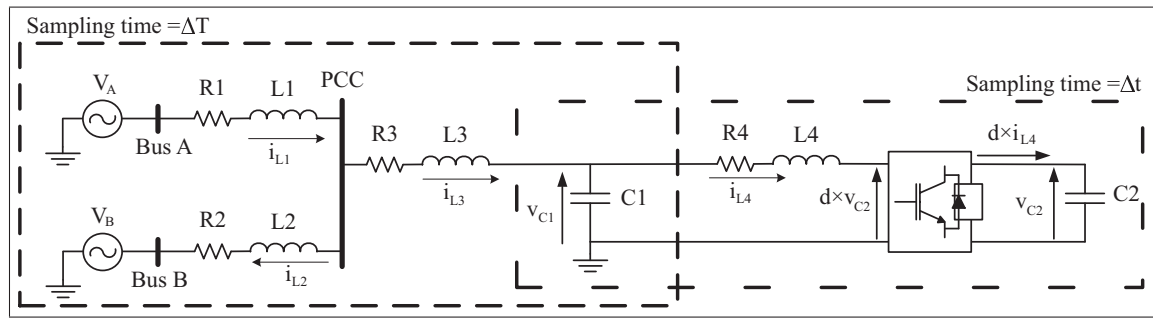 Sampling time =ΔT
Sampling time =Δt
V_A
R1
L1
PCC
Bus A
i_L1
R3
L3
i_L3
R4
L4
i_L4
d×i_L4
v_C1
C1
d×v_C2
v_C2
C2
V_B
R2
L2
Bus B
i_L2